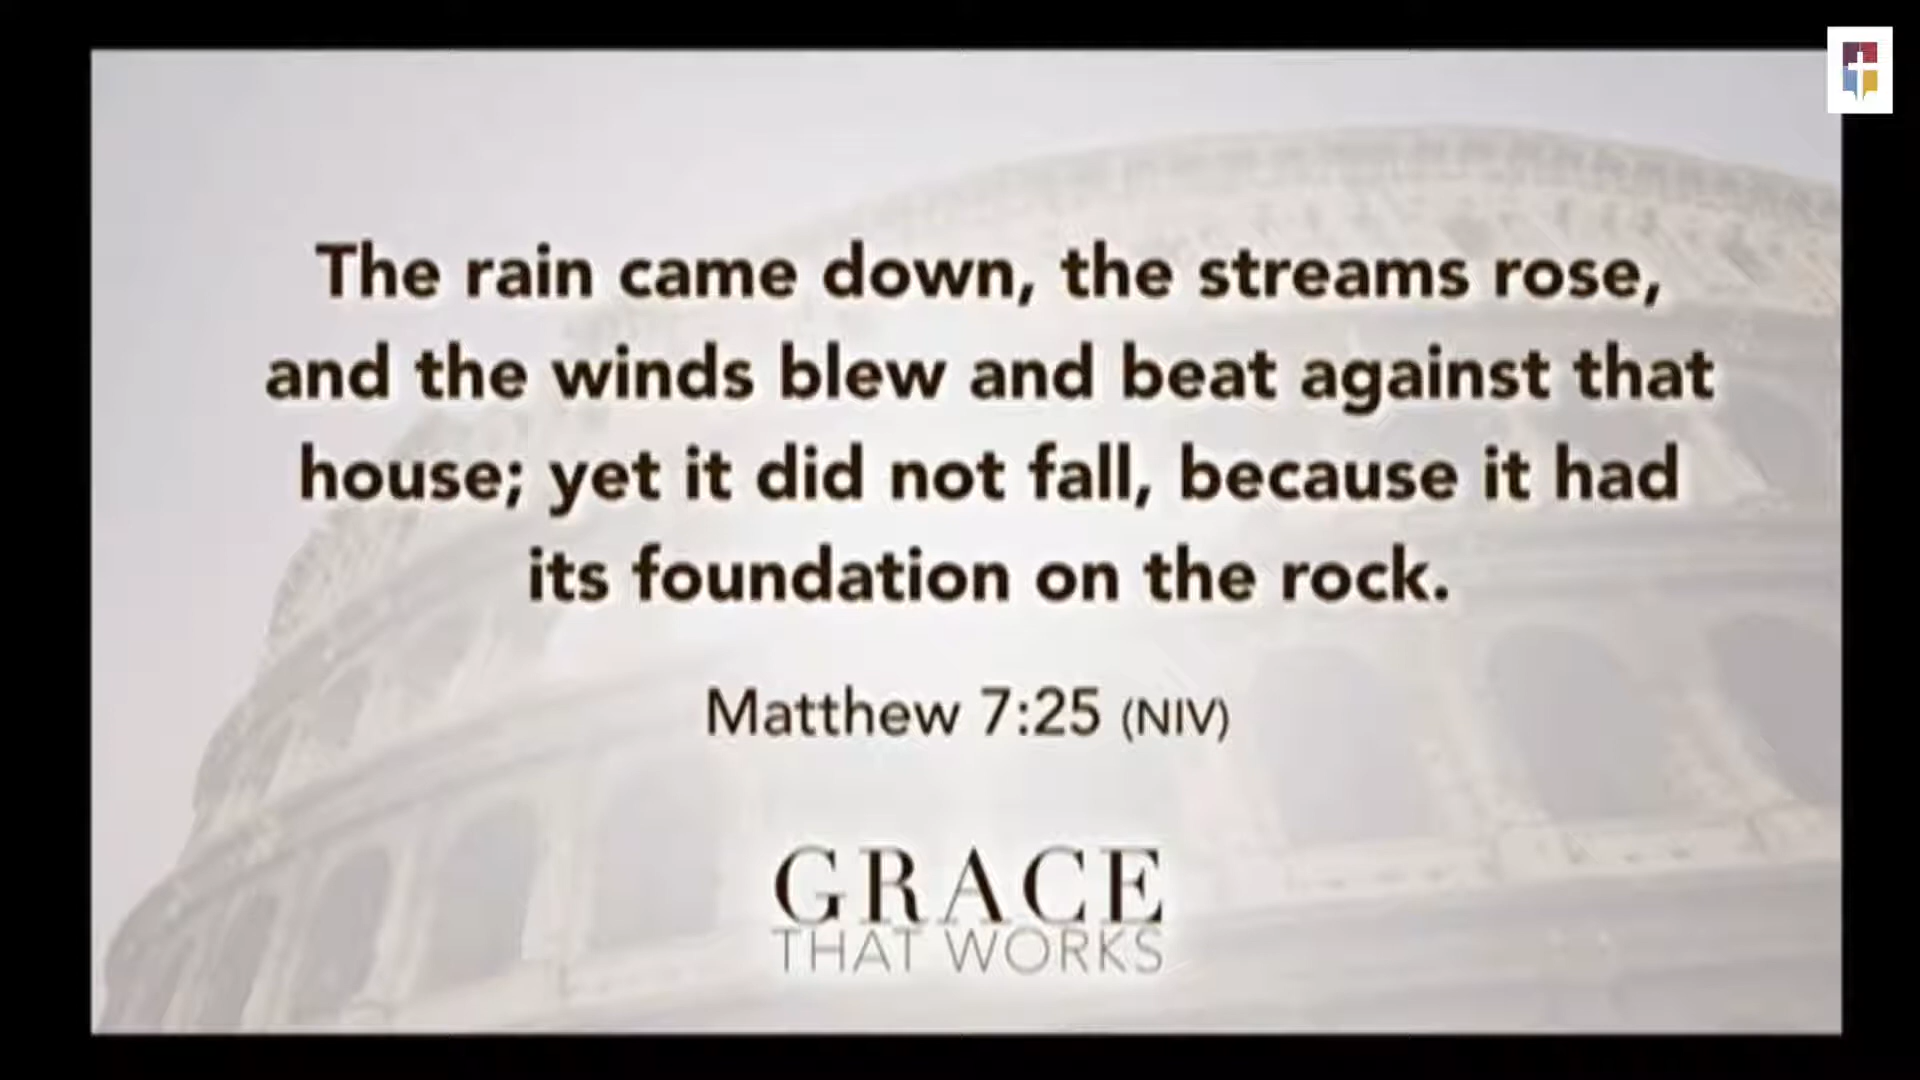 The rain came down, the streams rose,
and the winds blew and beat against that
house; yet it did not fall, because it had
its foundation on the rock.
Matthew 7:25 (NIV)
GRACE
THAT WORKS